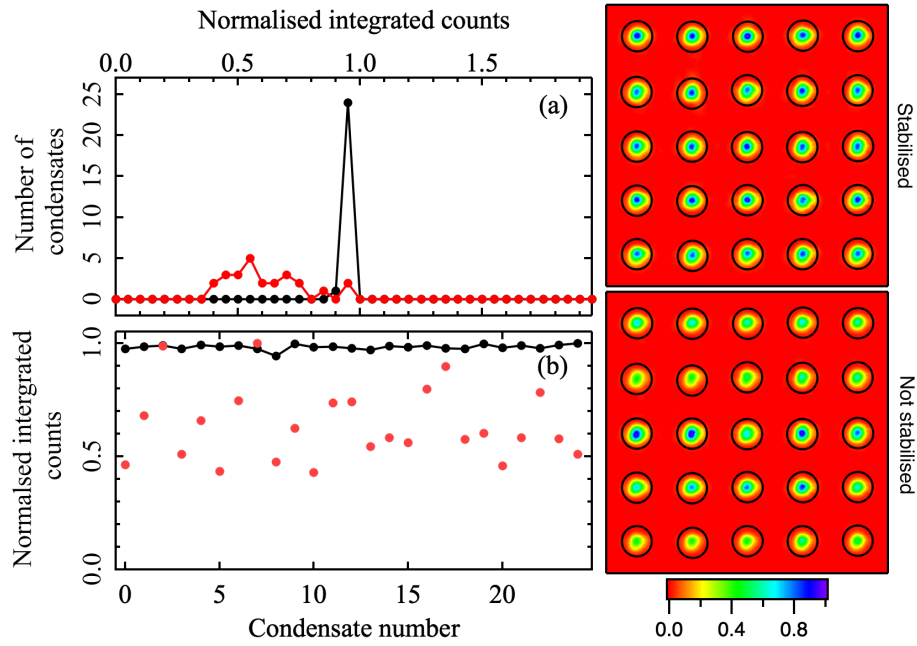 Normalised integrated counts
0.0 0.5 1.0 1.5
(a)
25
20
15
10
5
0
Number of
condensates
1.0
0.5
0.0
(b)
Normalsed intergrated
counts
0 5 10 15 20
Condensate number
Stabilised
Not stabilised
0.0 0.4 0.8